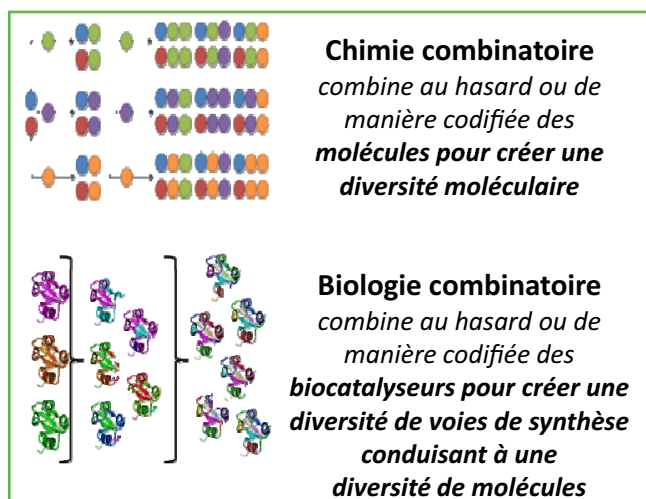 Chimie combinatoire
combine au hasard ou de
manière codifiée des
molécules pour créer une
diversité moléculaire
Biologie combinatoire
combine au hasard ou de
manière codifiée des
biocatalyseurs pour créer une
diversité de voies de synthèse
conduisant à une
diversité de molécules